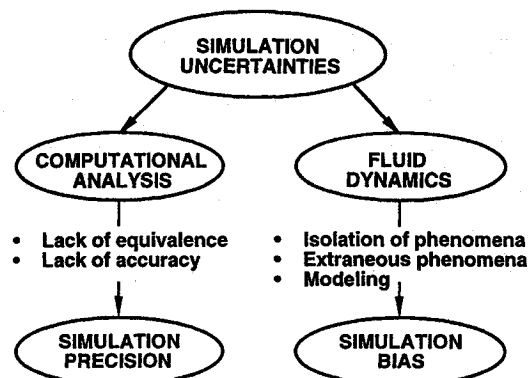 SIMULATION
UNCERTAINTIES
COMPUTATIONAL
ANALYSIS
FLUID
DYNAMICS
• Lack of equivalence
• Lack of accuracy
• Isolation of phenomena
• Extraneous phenomena
• Modeling
SIMULATION
PRECISION
SIMULATION
BIAS